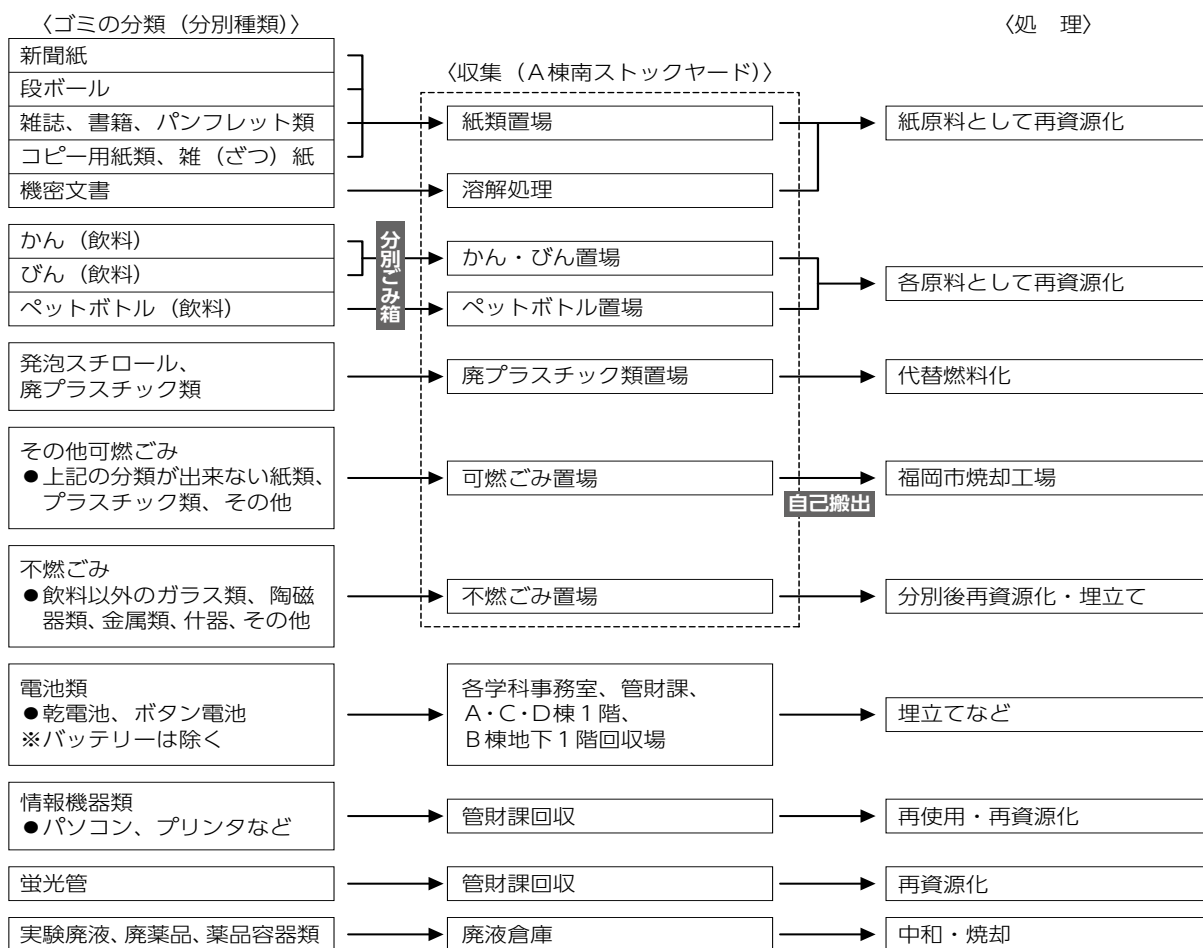 〈ゴミの分類（分別種類）〉
〈処　理〉
〈収集（A棟南ストックヤード）〉
新聞紙
段ボール
雑誌、書籍、パンフレット類
コピー用紙類、雑（ざつ）紙
紙類置場
紙原料として再資源化
機密文書
溶解処理
かん（飲料）
びん（飲料）
ペットボトル（飲料）
分別ごみ箱
かん・びん置場
ペットボトル置場
各原料として再資源化
発泡スチロール、
廃プラスチック類
廃プラスチック類置場
代替燃料化
その他可燃ごみ
●上記の分類が出来ない紙類、
プラスチック類、その他
可燃ごみ置場
自己搬出
福岡市焼却工場
不燃ごみ
●飲料以外のガラス類、陶磁
器類、金属類、什器、その他
不燃ごみ置場
分別後再資源化・埋立て
電池類
●乾電池、ボタン電池
※バッテリーは除く
各学科事務室、管財課、
A・C・D棟１階、
B棟地下１階回収場
埋立てなど
情報機器類
●パソコン、プリンタなど
管財課回収
再使用・再資源化
蛍光管
管財課回収
再資源化
実験廃液、廃薬品、薬品容器類
廃液倉庫
中和・焼却